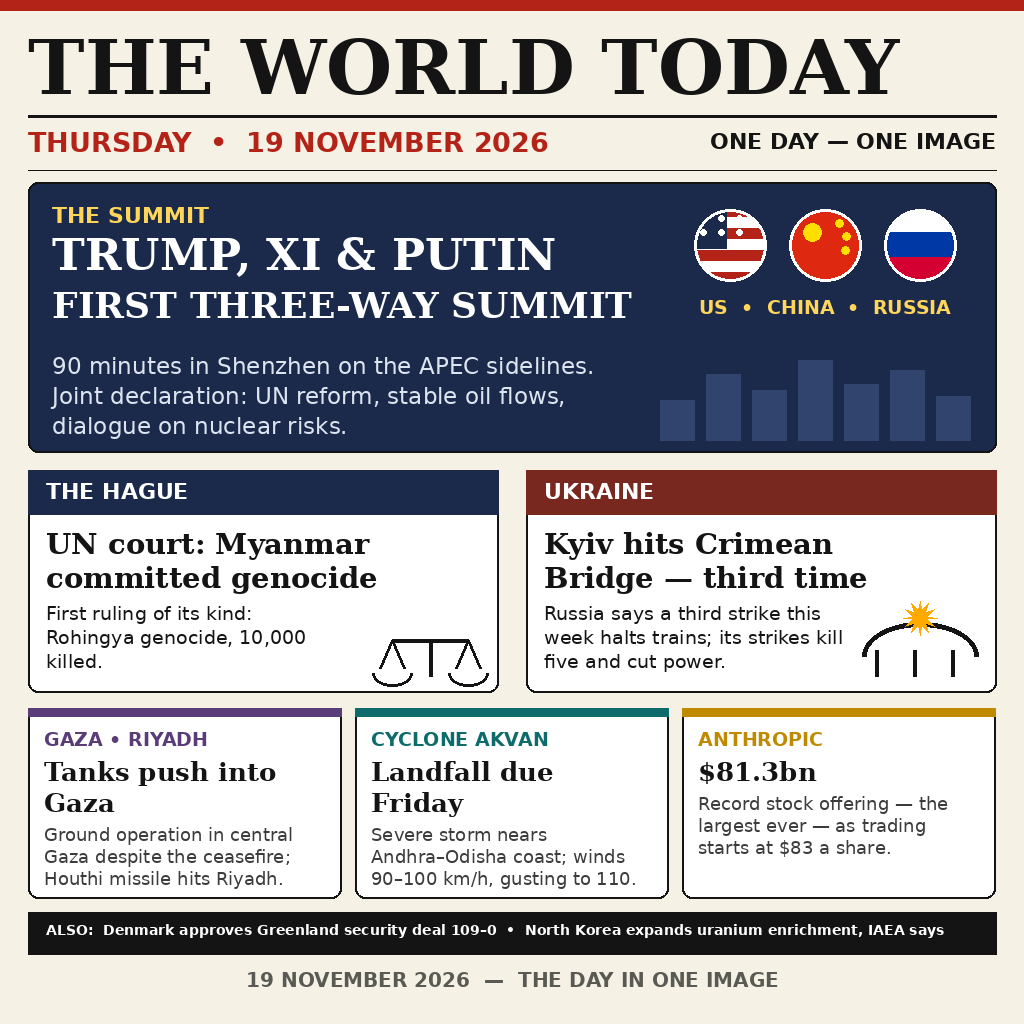 THE WORLD TODAY
THURSDAY • 19 NOVEMBER 2026
ONE DAY — ONE IMAGE
THE SUMMIT
TRUMP, XI & PUTIN
FIRST THREE-WAY SUMMIT
US • CHINA • RUSSIA
90 minutes in Shenzhen on the APEC sidelines.
Joint declaration: UN reform, stable oil flows,
dialogue on nuclear risks.
THE HAGUE
UN court: Myanmar
committed genocide
First ruling of its kind:
Rohingya genocide, 10,000
killed.
UKRAINE
Kyiv hits Crimean
Bridge — third time
Russia says a third strike this
week halts trains; its strikes kill
five and cut power.
GAZA • RIYADH
Tanks push into
Gaza
Ground operation in central
Gaza despite the ceasefire;
Houthi missile hits Riyadh.
CYCLONE AKVAN
Landfall due
Friday
Severe storm nears
Andhra–Odisha coast; winds
90–100 km/h, gusting to 110.
ANTHROPIC
$81.3bn
Record stock offering — the
largest ever — as trading
starts at $83 a share.
ALSO: Denmark approves Greenland security deal 109–0 • North Korea expands uranium enrichment, IAEA says
19 NOVEMBER 2026 — THE DAY IN ONE IMAGE